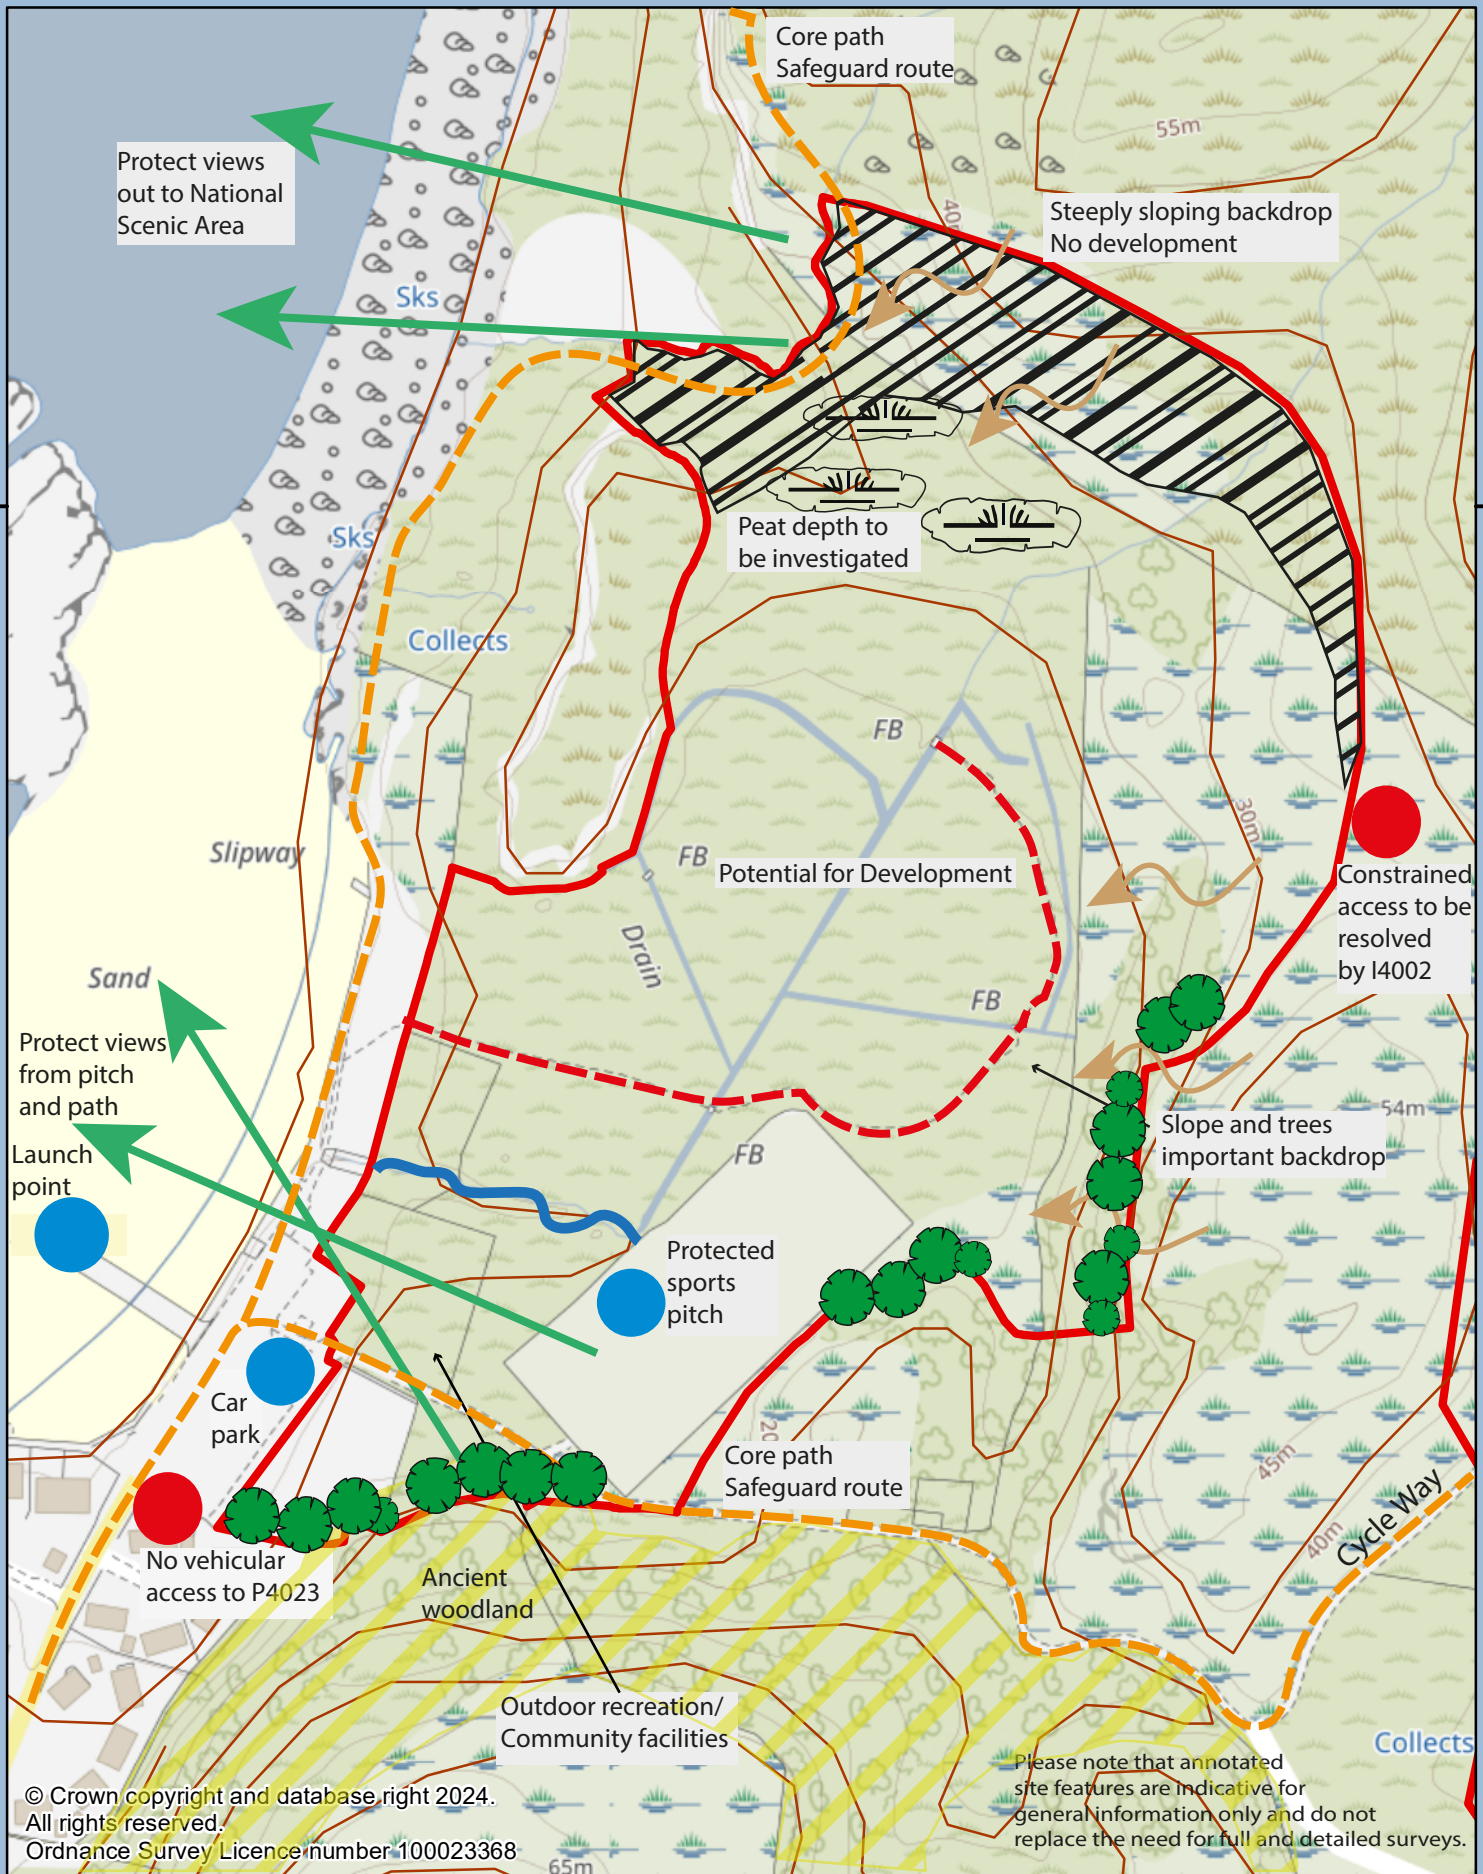 Core path
Safeguard route
55m
Protect views
out to National
Scenic Area
Steeply sloping backdrop
No development
Sks
Sks
Peat depth to
be investigated
Collects
FB
30m
Slipway
FB
Potential for Development
Constrained
access to be
resolved
by I4002
Drain
Sand
FB
Protect views
from pitch
and path
54m
Slope and trees
important backdrop
Launch
point
FB
Protected
sports
pitch
Car
park
Core path
Safeguard route
45m
40m
Cycle Way
No vehicular
access to P4023
Ancient
woodland
Outdoor recreation/
Community facilities
Collects
Please note that annotated
site features are indicative for
general information only and do not
replace the need for full and detailed surveys.
© Crown copyright and database right 2024.
All rights reserved.
Ordnance Survey Licence number 100023368
65m